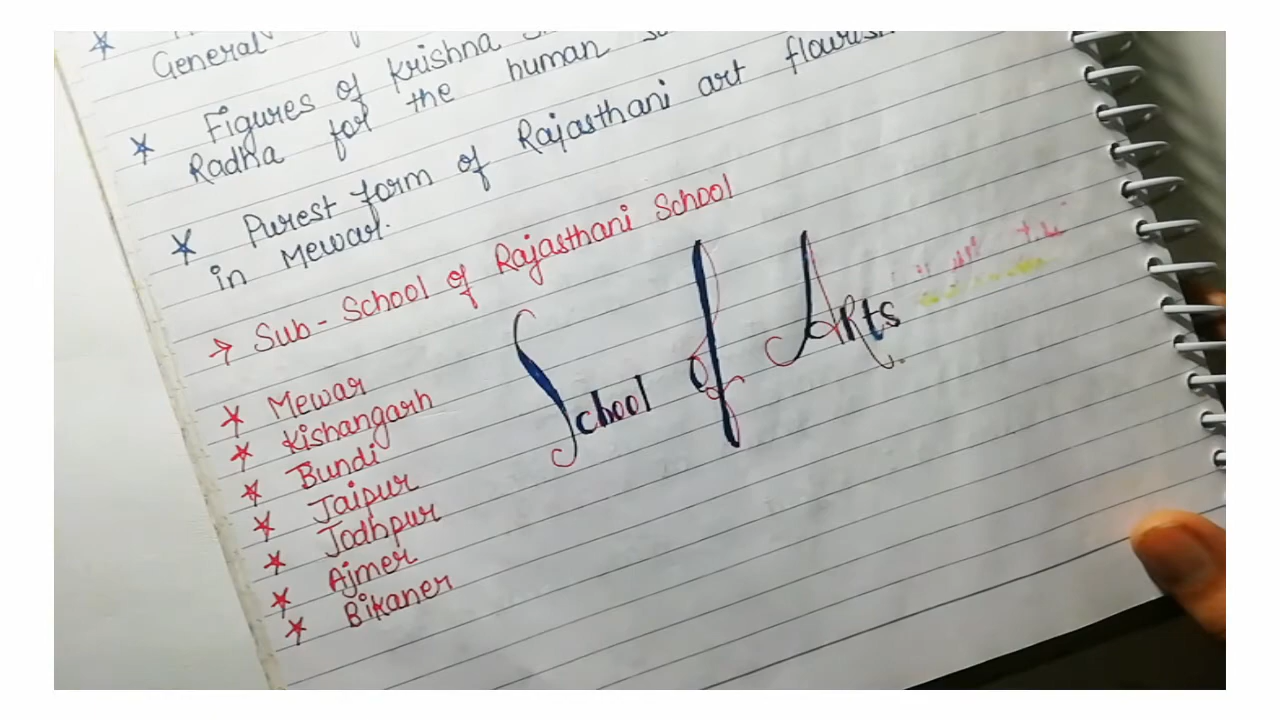 General
* Figures of Krishna
Radha for the human
* Purest form of Rajasthani art flourish
in Mewar.
→ Sub-School of Rajasthani School
* Mewar
* Kishangarh
* Bundi
* Jaipur
* Jodhpur
* Ajmer
* Bikaner
School of Arts